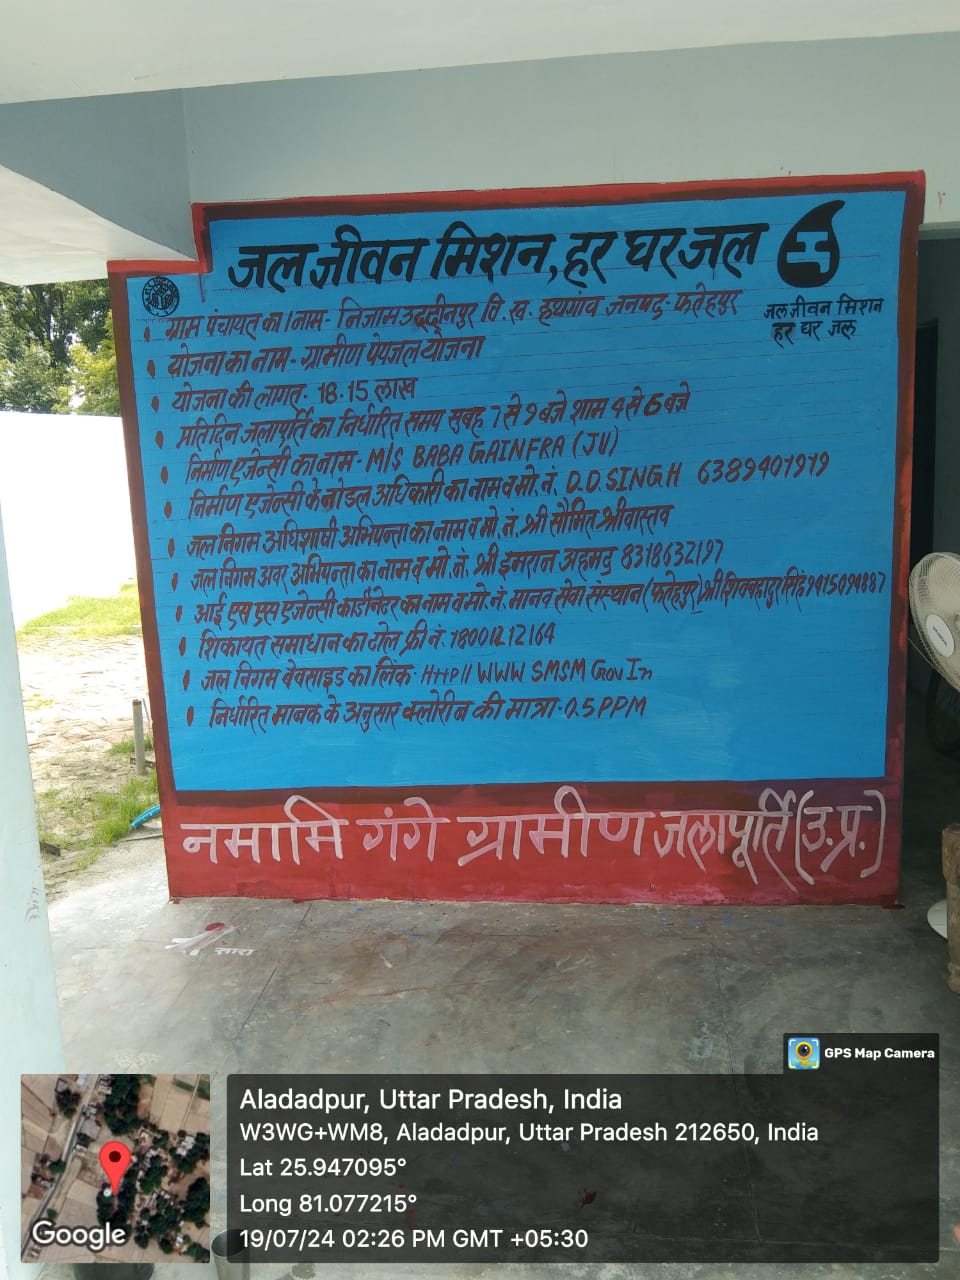 जल जीवन मिशन, हर घर जल
जल जीवन मिशन
हर घर जल
ग्राम पंचायत का नाम- निजामउद्दीनपुर वि. ख. हथगांव जनपद- फतेहपुर
योजना का नाम- ग्रामीण पेयजल योजना
योजना की लागत- 18.15 लाख
प्रतिदिन जलापूर्ति का निर्धारित समय सुबह 7 से 9 बजे शाम 4 से 6 बजे
निर्माण एजेन्सी का नाम- M/S BABA GAINFRA (JV)
निर्माण एजेन्सी के नोडल अधिकारी का नाम व मो. नं. D.D.SINGH 6389407979
जल निगम अधिशाषी अभियन्ता का नाम व मो. नं. श्री सौमित श्रीवास्तव
जल निगम अवर अभियन्ता का नाम व मो. नं. श्री इमरान अहमद 8318632197
आई एस एस एजेन्सी कार्डीनेटर का नाम व मो. नं. मानव सेवा संस्थान (फतेहपुर) श्री शिवबहादुर सिंह 9415094887
शिकायत समाधान का टोल फ्री नं. 18001212164
जल निगम वेवसाइड का लिंक- Http// WWW SMSM Gov In
निर्धारित मानक के अनुसार क्लोरीन की मात्रा- 0.5 PPM
नमामि गंगे ग्रामीण जलापूर्ति (उ.प्र.)
GPS Map Camera
Aladadpur, Uttar Pradesh, India
W3WG+WM8, Aladadpur, Uttar Pradesh 212650, India
Lat 25.947095°
Long 81.077215°
19/07/24 02:26 PM GMT +05:30
Google